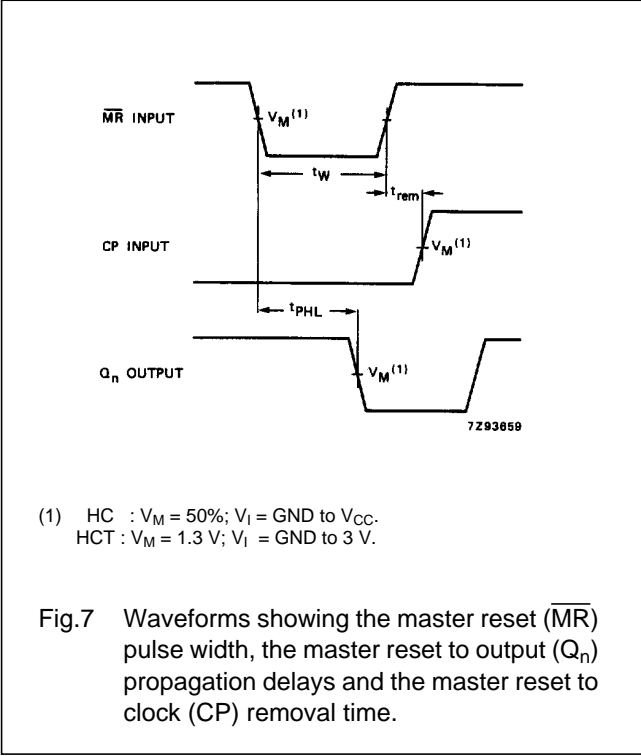 MR INPUT
VM(1)
tW
trem
CP INPUT
VM(1)
tPHL
Qn OUTPUT
VM(1)
7Z93659
(1) HC : VM = 50%; VI = GND to VCC.
HCT : VM = 1.3 V; VI = GND to 3 V.
Fig.7 Waveforms showing the master reset (MR)
pulse width, the master reset to output (Qn)
propagation delays and the master reset to
clock (CP) removal time.